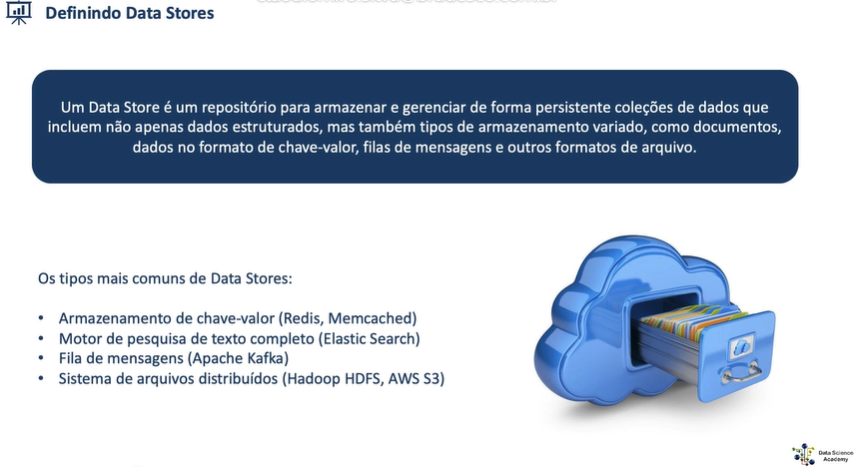 Definindo Data Stores
Um Data Store é um repositório para armazenar e gerenciar de forma persistente coleções de dados que
incluem não apenas dados estruturados, mas também tipos de armazenamento variado, como documentos,
dados no formato de chave-valor, filas de mensagens e outros formatos de arquivo.
Os tipos mais comuns de Data Stores:
• Armazenamento de chave-valor (Redis, Memcached)
• Motor de pesquisa de texto completo (Elastic Search)
• Fila de mensagens (Apache Kafka)
• Sistema de arquivos distribuídos (Hadoop HDFS, AWS S3)
Data Science
Academy